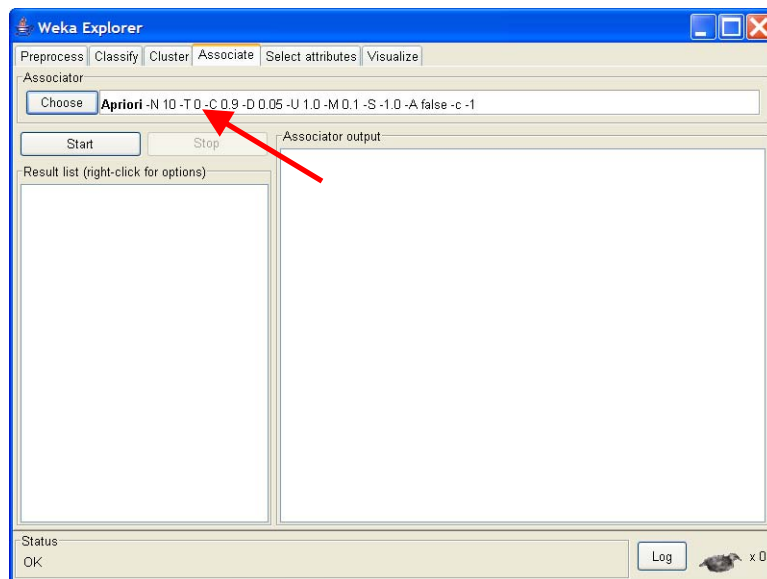 Weka Explorer
Preprocess Classify Cluster Associate Select attributes Visualize
Associator
Choose Apriori -N 10 -T 0 -C 0.9 -D 0.05 -U 1.0 -M 0.1 -S -1.0 -A false -c -1
Start Stop
Associator output
Result list (right-click for options)
Status
OK
Log x 0